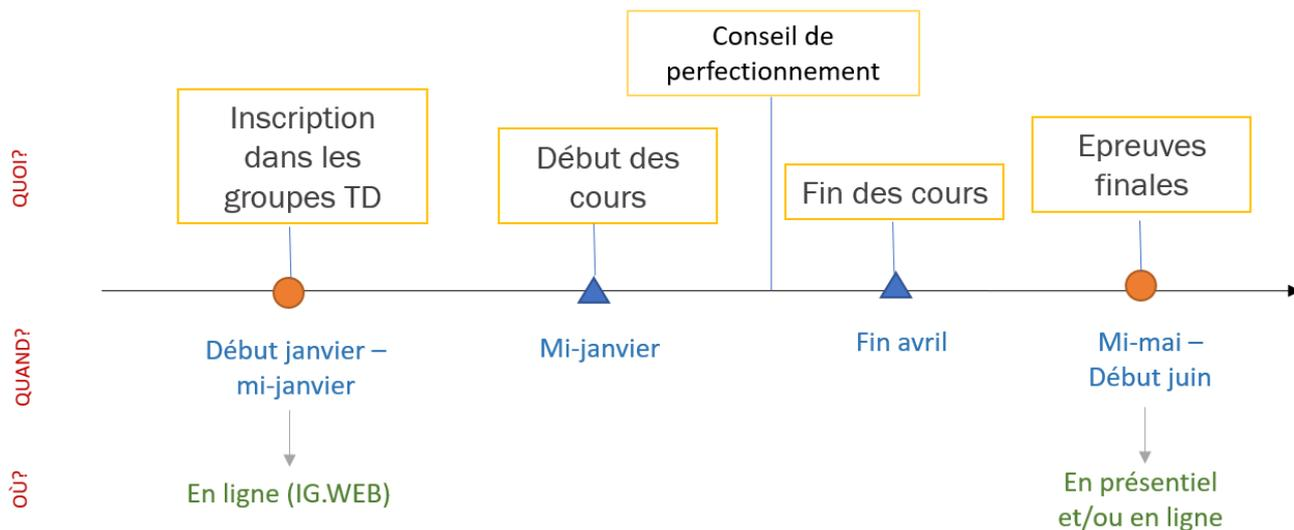 Conseil de
perfectionnement
Inscription
dans les
groupes TD
Début des
cours
Fin des cours
Epreuves
finales
QUOI?
QUAND?
Début janvier –
mi-janvier
Mi-janvier
Fin avril
Mi-mai –
Début juin
OÙ?
En ligne (IG.WEB)
En présentiel
et/ou en ligne